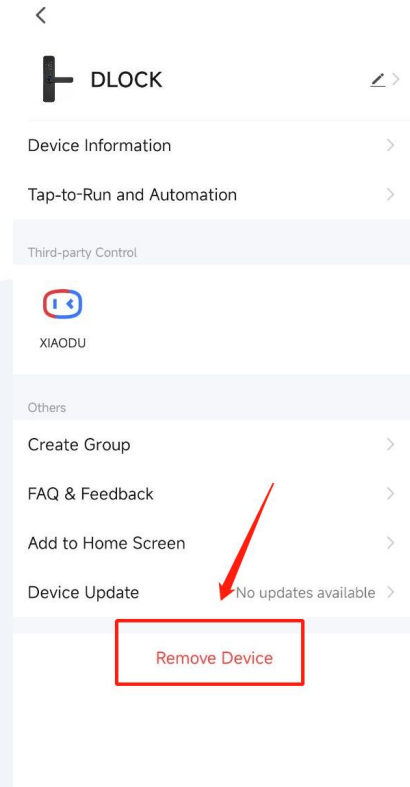 DLOCK
Device Information
Tap-to-Run and Automation
Third-party Control
XIAODU
Others
Create Group
FAQ & Feedback
Add to Home Screen
Device Update No updates available
Remove Device